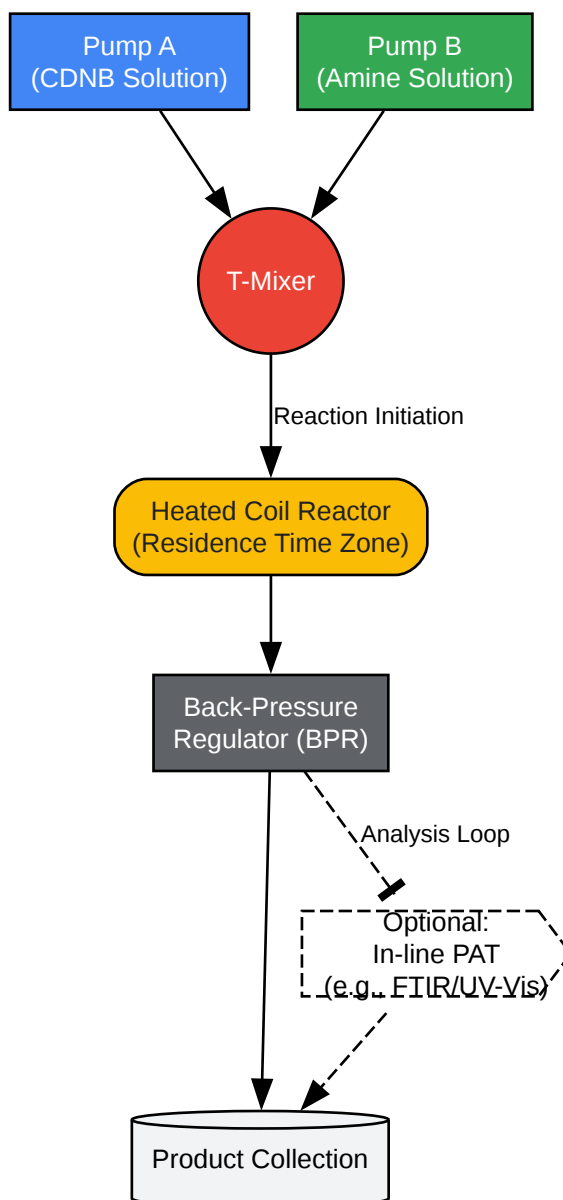 Pump A
(CDNB Solution)
Pump B
(Amine Solution)
T-Mixer
Reaction Initiation
Heated Coil Reactor
(Residence Time Zone)
Back-Pressure
Regulator (BPR)
Analysis Loop
Optional:
In-line PAT
(e.g., FTIR/UV-Vis)
Product Collection